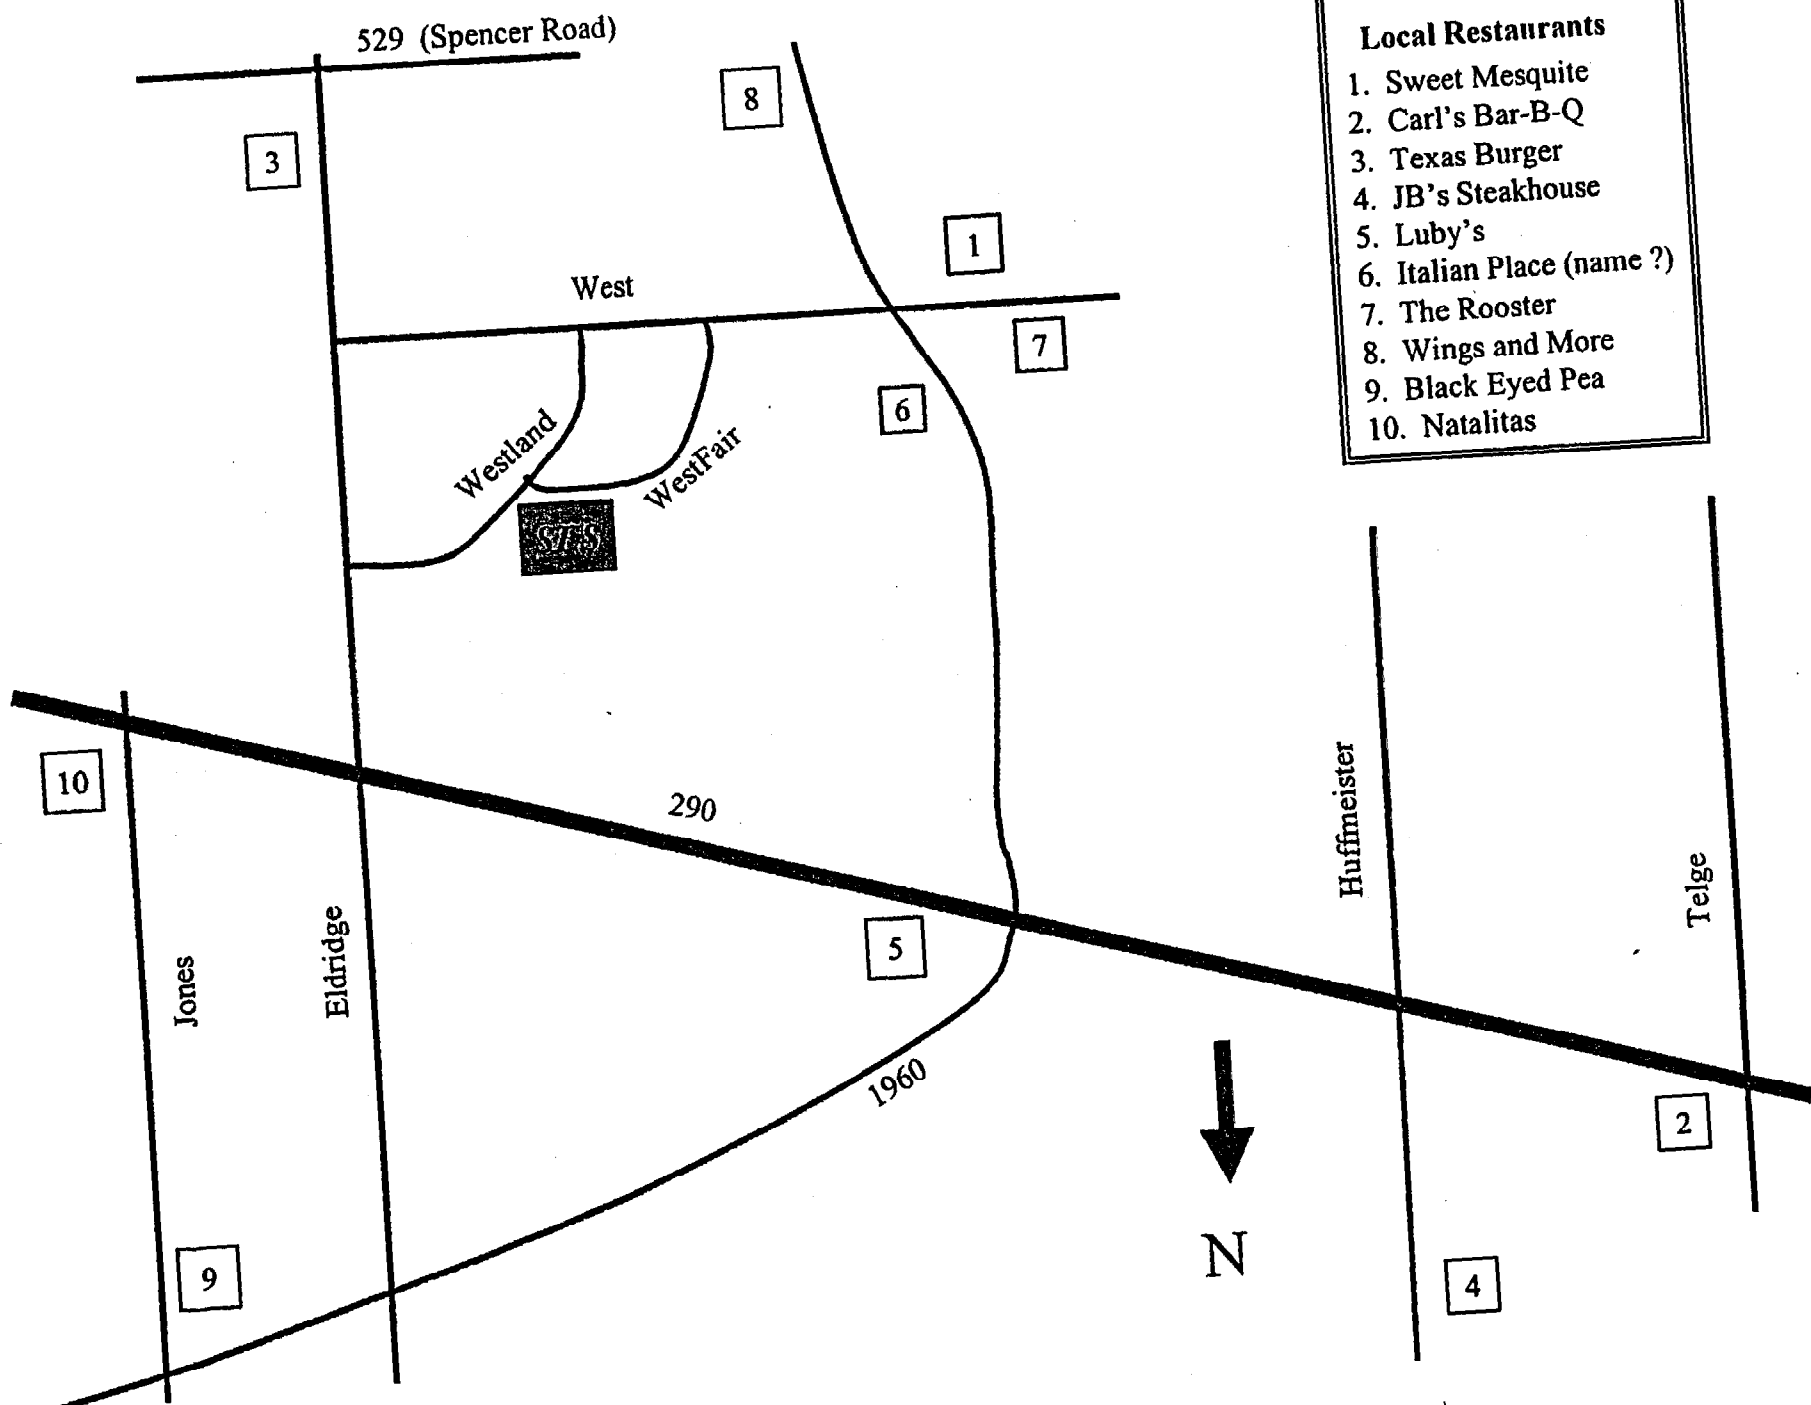 529 (Spencer Road)
Local Restaurants
1. Sweet Mesquite
2. Carl's Bar-B-Q
3. Texas Burger
4. JB's Steakhouse
5. Luby's
6. Italian Place (name ?)
7. The Rooster
8. Wings and More
9. Black Eyed Pea
10. Natalitas
8
3
1
West
7
6
Westland
WestFair
STS
10
290
Huffmeister
Telge
Eldridge
Jones
5
1960
2
N
9
4